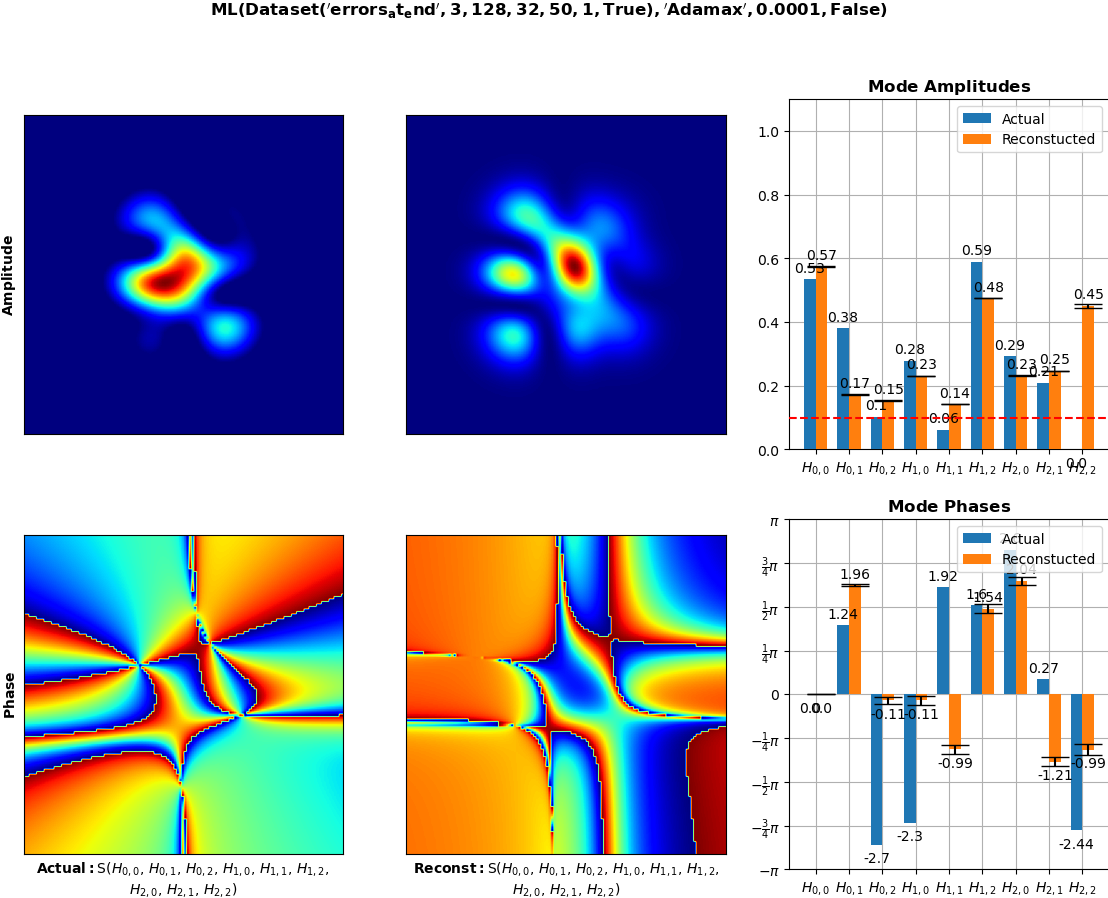 ML(Dataset('errors_at_end', 3, 128, 32, 50, 1, True), 'Adamax', 0.0001, False)
Amplitude
Mode Amplitudes
Actual
Reconstucted
1.0
0.8
0.6
0.4
0.2
0.0
0.53
0.57
0.38
0.17
0.1
0.15
0.28
0.23
0.06
0.14
0.59
0.48
0.29
0.23
0.21
0.25
0.0
0.45
H0,0 H0,1 H0,2 H1,0 H1,1 H1,2 H2,0 H2,1 H2,2
Phase
Actual: S(H0,0, H0,1, H0,2, H1,0, H1,1, H1,2,
H2,0, H2,1, H2,2)
Reconst: S(H0,0, H0,1, H0,2, H1,0, H1,1, H1,2,
H2,0, H2,1, H2,2)
Mode Phases
Actual
Reconstucted
π
3/4π
1/2π
1/4π
0
−1/4π
−1/2π
−3/4π
−π
0.0
0.0
1.24
1.96
-2.7
-0.11
-2.3
-0.11
1.92
-0.99
1.6
1.54
0.27
-1.21
-2.44
-0.99
H0,0 H0,1 H0,2 H1,0 H1,1 H1,2 H2,0 H2,1 H2,2